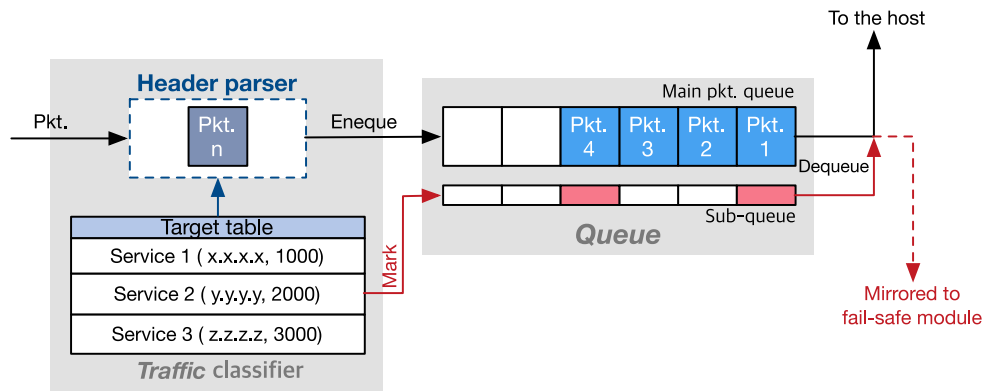 To the host
Header parser
Pkt.
Pkt.
n
Eneque
Main pkt. queue
Pkt.
4
Pkt.
3
Pkt.
2
Pkt.
1
Dequeue
Sub-queue
Queue
Mark
Target table
Service 1 ( x.x.x.x, 1000)
Service 2 ( y.y.y.y, 2000)
Service 3 ( z.z.z.z, 3000)
Traffic classifier
Mirrored to
fail-safe module